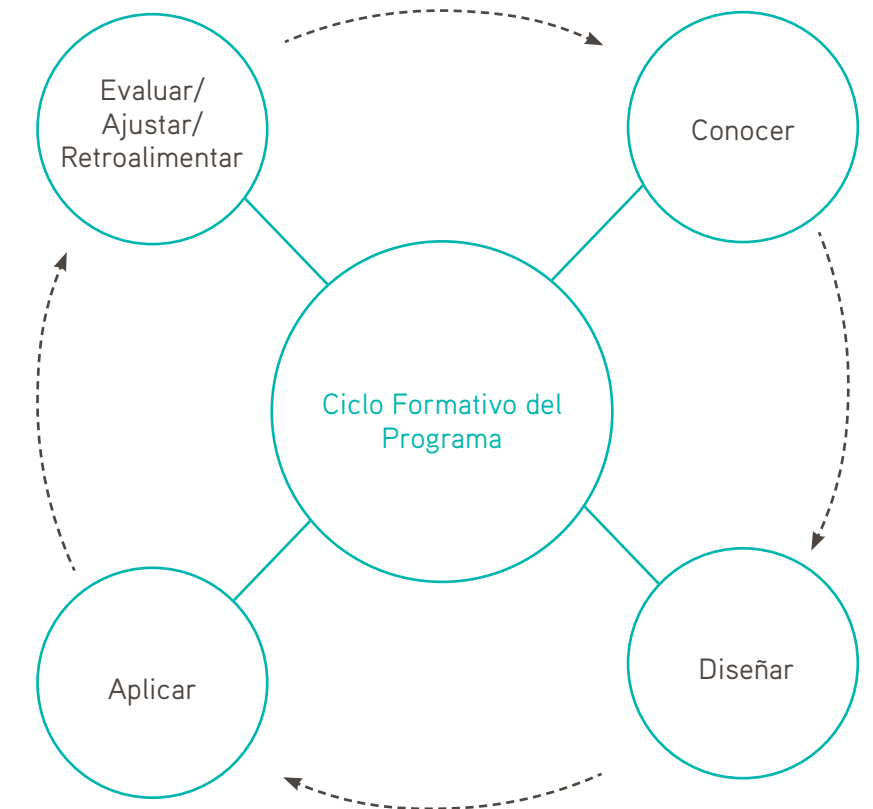 Evaluar/
Ajustar/
Retroalimentar
Conocer
Ciclo Formativo del
Programa
Aplicar
Diseñar